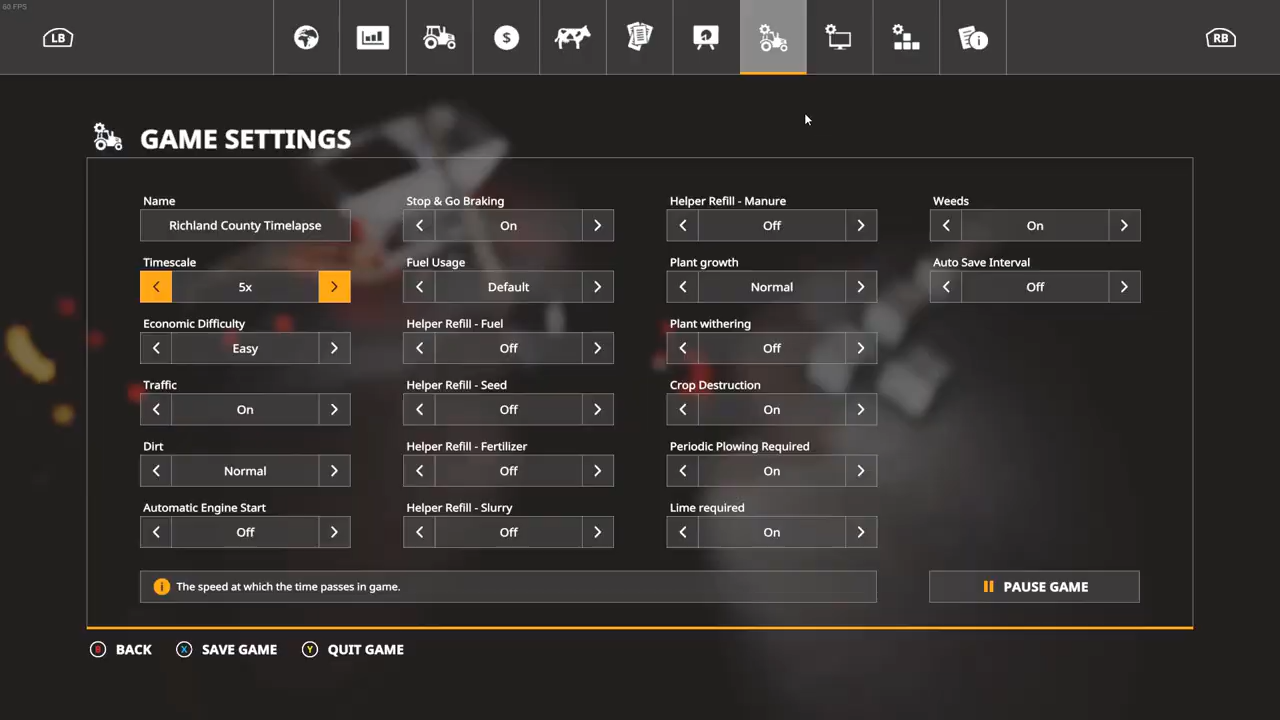 60 FPS
LB
RB
GAME SETTINGS
Name
Richland County Timelapse
Timescale
5x
Economic Difficulty
Easy
Traffic
On
Dirt
Normal
Automatic Engine Start
Off
Stop & Go Braking
On
Fuel Usage
Default
Helper Refill - Fuel
Off
Helper Refill - Seed
Off
Helper Refill - Fertilizer
Off
Helper Refill - Slurry
Off
Helper Refill - Manure
Off
Plant growth
Normal
Plant withering
Off
Crop Destruction
On
Periodic Plowing Required
On
Lime required
On
Weeds
On
Auto Save Interval
Off
The speed at which the time passes in game.
PAUSE GAME
B BACK X SAVE GAME Y QUIT GAME